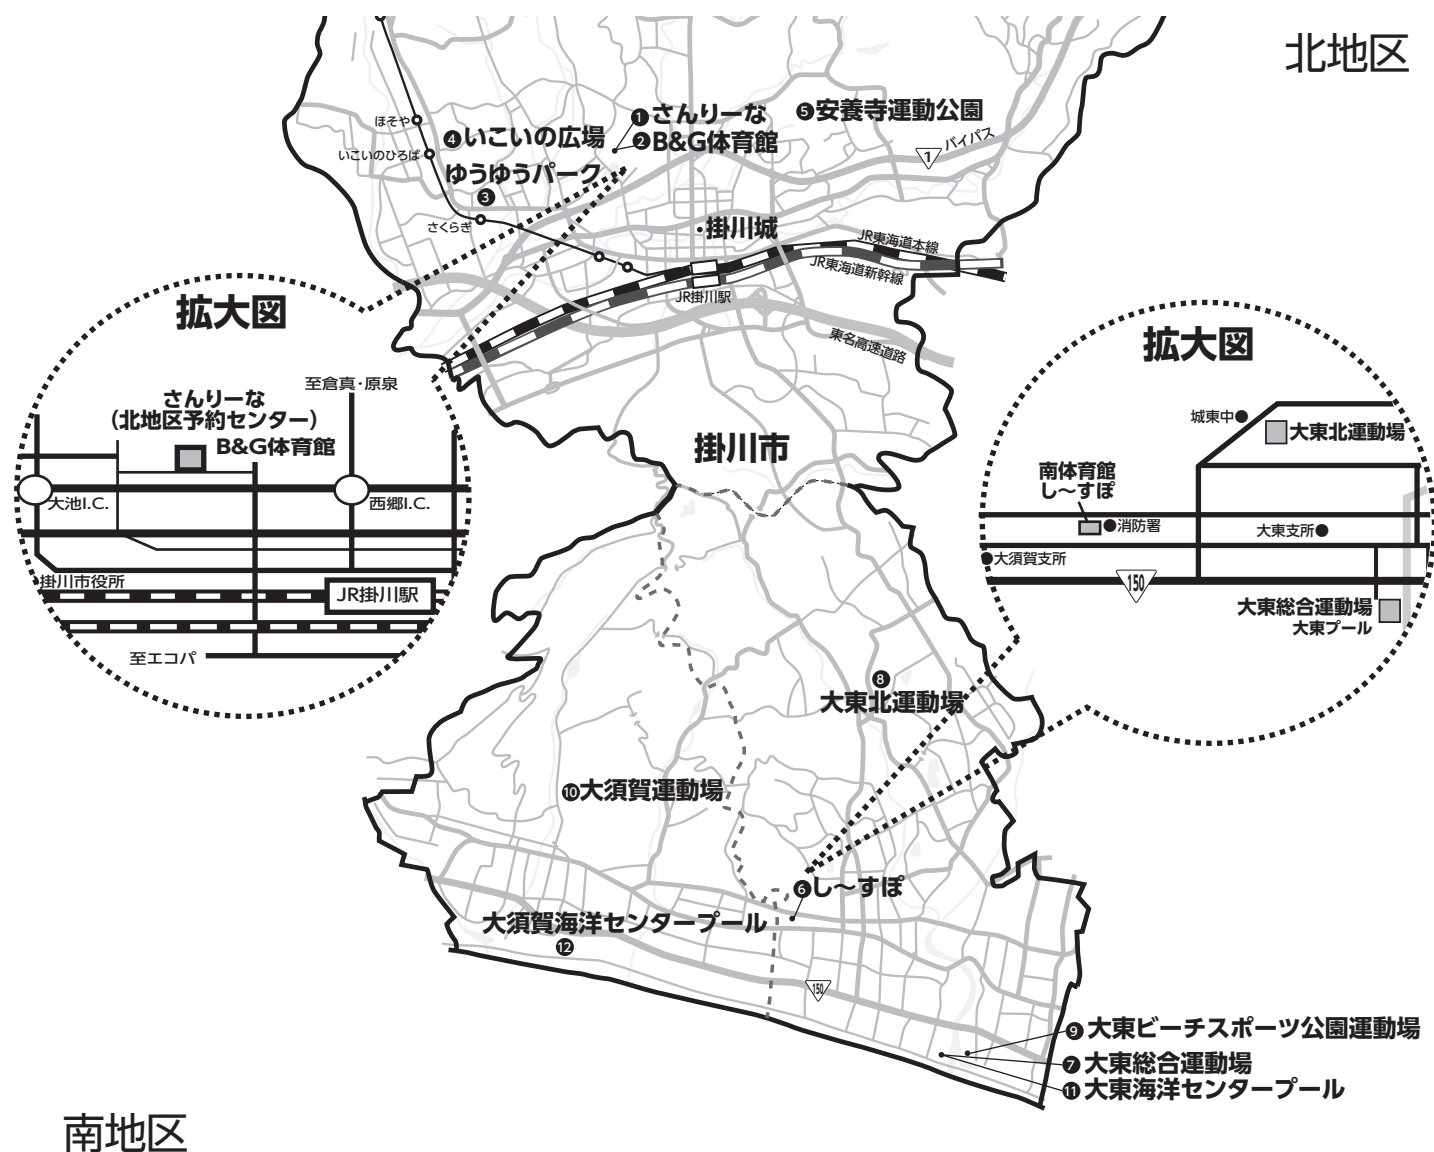 北地区
❶さんりーな
❷B&G体育館
❺安養寺運動公園
❹いこいの広場
ほそや
いこいのひろば
ゆうゆうパーク
❸
さくらぎ
1
バイパス
掛川城
JR東海道本線
JR東海道新幹線
JR掛川駅
東名高速道路
掛川市
拡大図
至倉真・原泉
さんりーな
(北地区予約センター)
B&G体育館
大池I.C.
西郷I.C.
掛川市役所
JR掛川駅
至エコパ
拡大図
城東中
大東北運動場
南体育館
し～すぽ
消防署
大東支所
大須賀支所
150
大東総合運動場
大東プール
❽
大東北運動場
❿大須賀運動場
❻し～すぽ
大須賀海洋センタープール
⓬
150
❾大東ビーチスポーツ公園運動場
❼大東総合運動場
⓫大東海洋センタープール
南地区